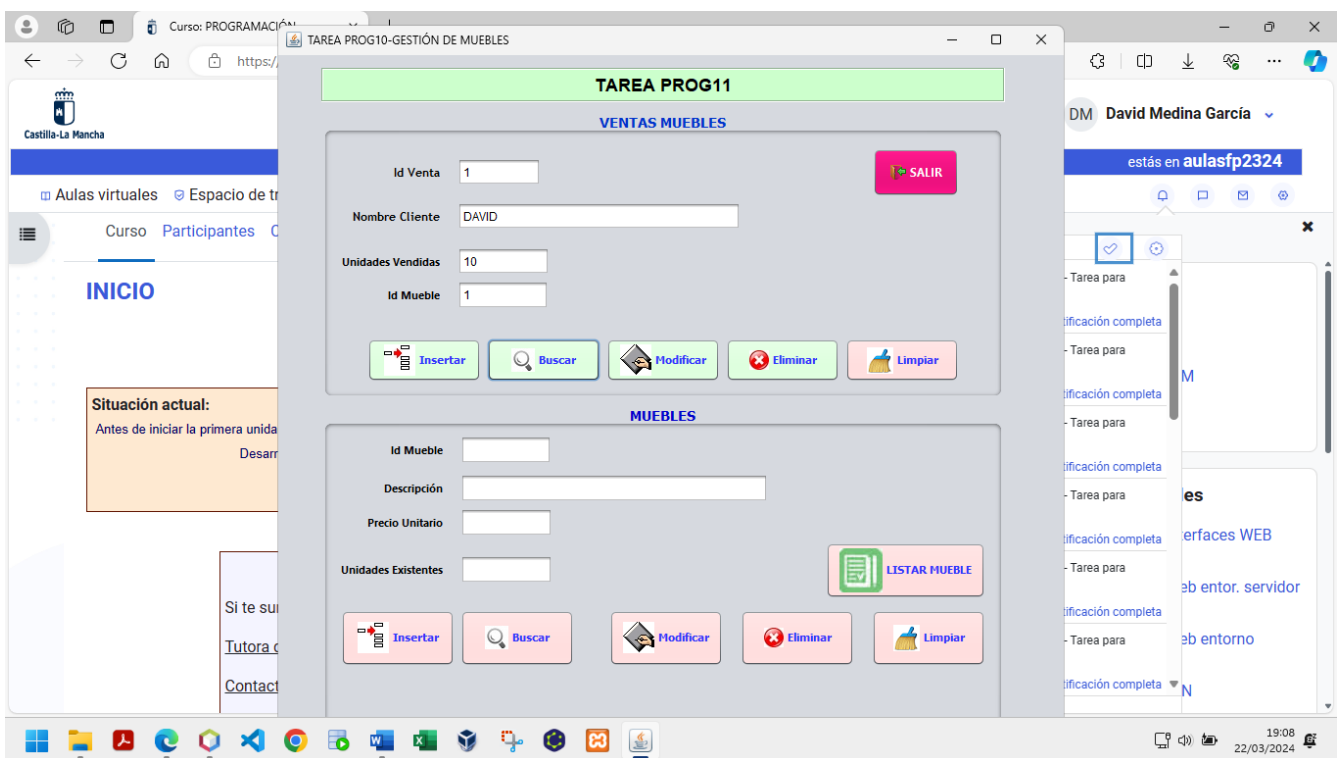 Curso: PROGRAMACIÓN
TAREA PROG10-GESTIÓN DE MUEBLES
https:/
TAREA PROG11
Castilla-La Mancha
VENTAS MUEBLES
DM David Medina García
estás en aulasfp2324
Id Venta 1
SALIR
Aulas virtuales Espacio de tr
Nombre Cliente DAVID
Curso Participantes C
Unidades Vendidas 10
Id Mueble 1
INICIO
- Tarea para
tificación completa
Insertar Buscar Modificar Eliminar Limpiar
- Tarea para
M
tificación completa
Situación actual:
Antes de iniciar la primera unida
Desarr
MUEBLES
- Tarea para
Id Mueble
tificación completa
Descripción
- Tarea para
es
Precio Unitario
tificación completa
erfaces WEB
Unidades Existentes
LISTAR MUEBLE
- Tarea para
eb entor. servidor
Si te sur
tificación completa
Insertar Buscar Modificar Eliminar Limpiar
- Tarea para
eb entorno
Tutora d
Contact
tificación completa
N
19:08
22/03/2024